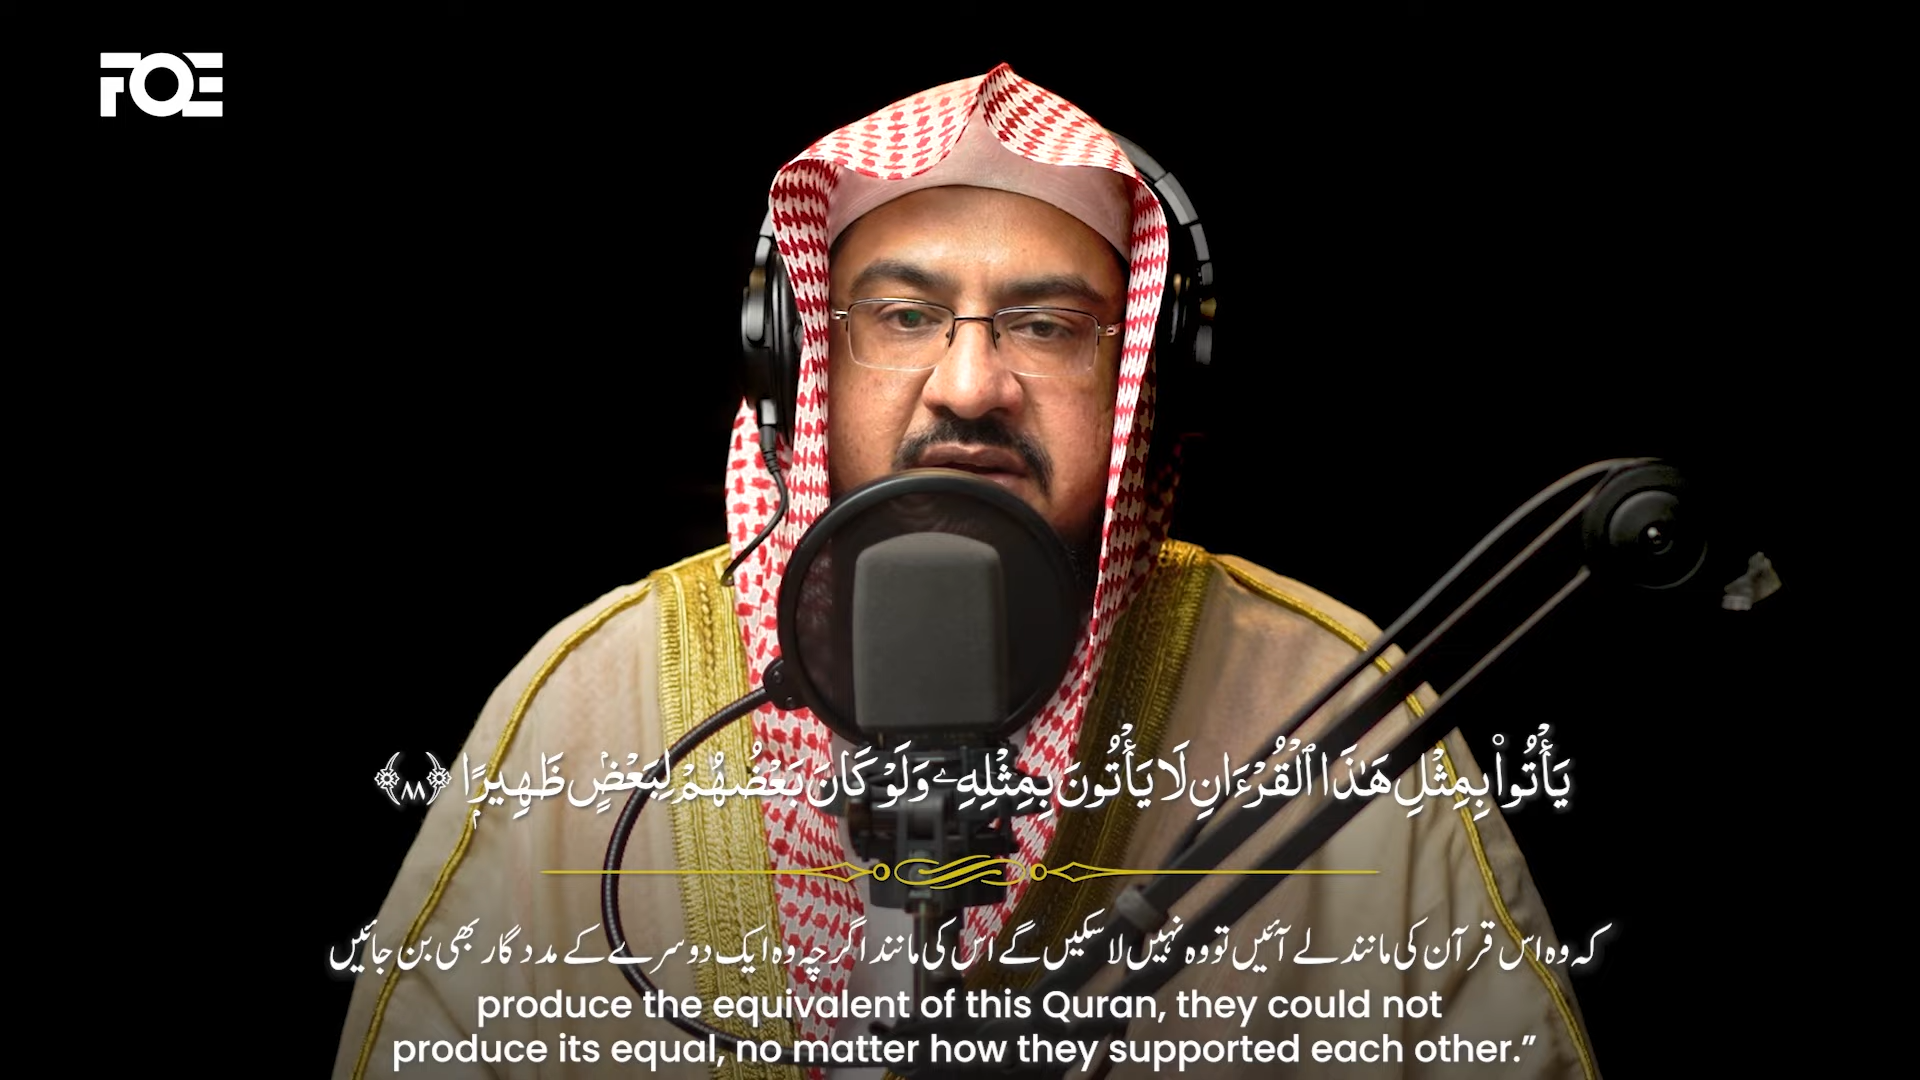 FOE
يَأْتُوا۟ بِمِثْلِ هَـٰذَا ٱلْقُرْءَانِ لَا يَأْتُونَ بِمِثْلِهِۦ وَلَوْ كَانَ بَعْضُهُمْ لِبَعْضٍ ظَهِيرًا ﴿٨٨﴾
کہ وہ اس قرآن کی مانند لے آئیں تو وہ نہیں لا سکیں گے اس کی مانند اگرچہ وہ ایک دوسرے کے مددگار بھی بن جائیں
produce the equivalent of this Quran, they could not
produce its equal, no matter how they supported each other.”